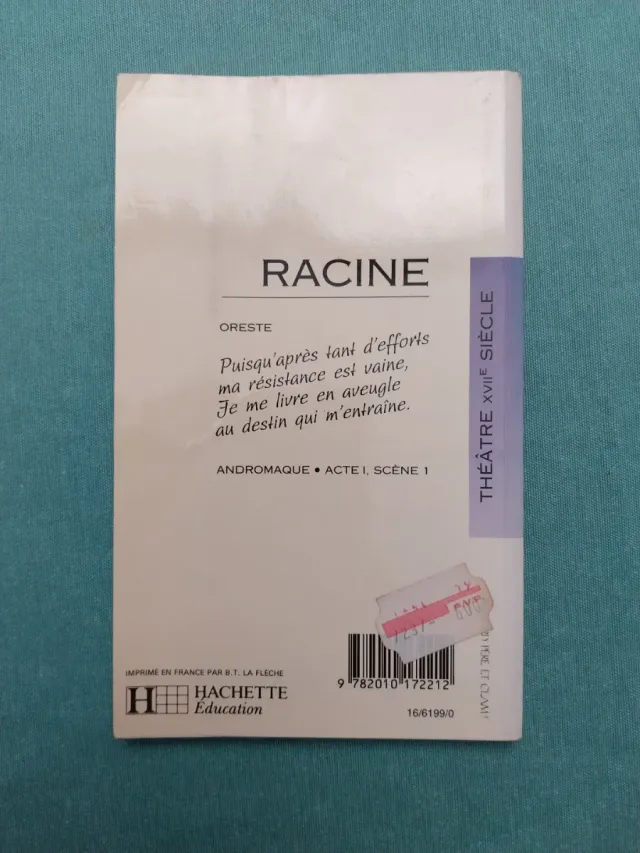 RACINE
ORESTE
Puisqu'après tant d'efforts
ma résistance est vaine,
Je me livre en aveugle
au destin qui m'entraîne.
ANDROMAQUE • ACTE I, SCÈNE 1
THÉÂTRE XVIIE SIÈCLE
IMPRIMÉ EN FRANCE PAR B.T. LA FLÈCHE
H HACHETTE
Éducation
9 782010 172212
16/6199/0